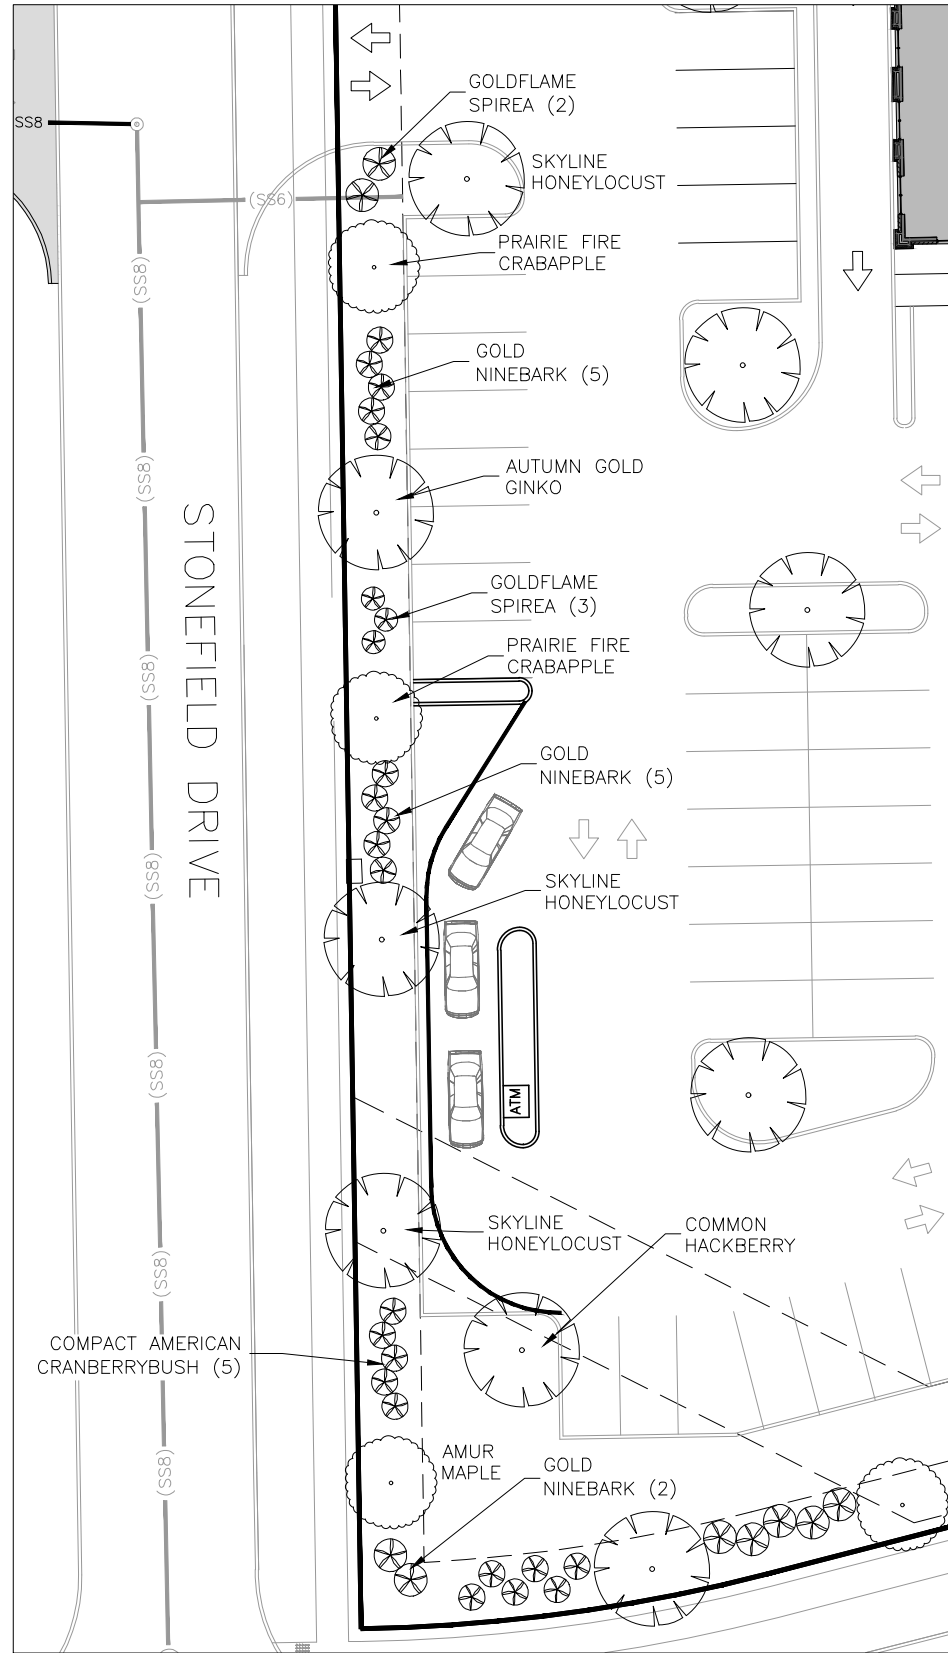 GOLDFLAME
SPIREA (2)
SS8
SKYLINE
HONEYLOCUST
(SS6)
PRAIRIE FIRE
CRABAPPLE
(SS8)
GOLD
NINEBARK (5)
(SS8)
AUTUMN GOLD
GINKO
STONEFIELD DRIVE
GOLDFLAME
SPIREA (3)
PRAIRIE FIRE
CRABAPPLE
(SS8)
GOLD
NINEBARK (5)
(SS8)
SKYLINE
HONEYLOCUST
(SS8)
ATM
SKYLINE
HONEYLOCUST
COMMON
HACKBERRY
(SS8)
COMPACT AMERICAN
CRANBERRYBUSH (5)
AMUR
MAPLE
GOLD
NINEBARK (2)
(SS8)